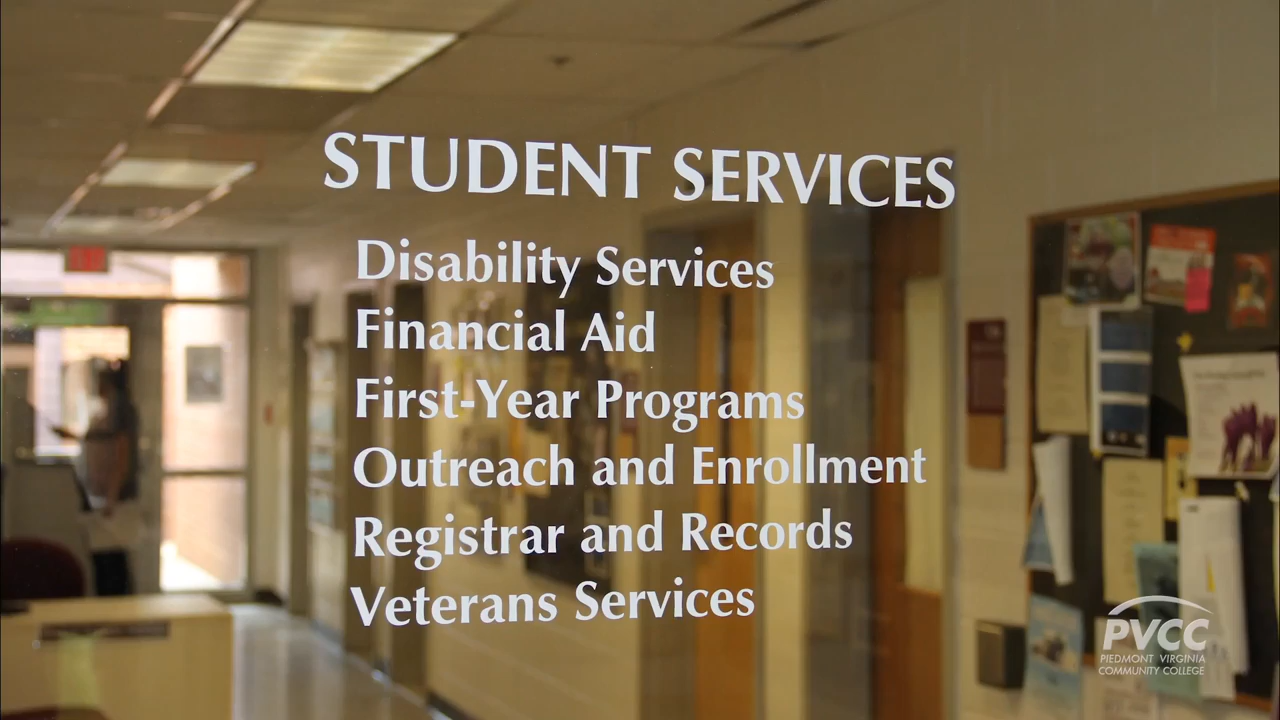 STUDENT SERVICES
Disability Services
Financial Aid
First-Year Programs
Outreach and Enrollment
Registrar and Records
Veterans Services
PVCC
PIEDMONT VIRGINIA
COMMUNITY COLLEGE